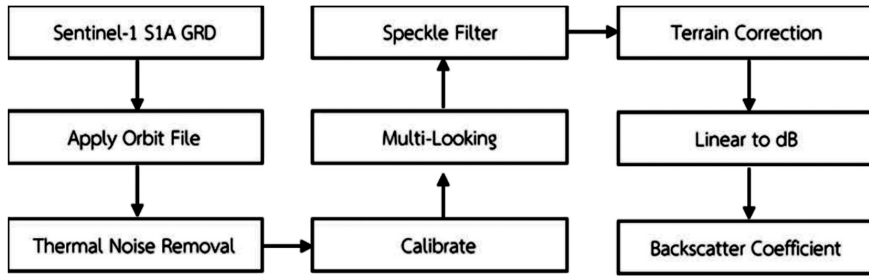 Sentinel-1 S1A GRD
Apply Orbit File
Thermal Noise Removal
Calibrate
Multi-Looking
Speckle Filter
Terrain Correction
Linear to dB
Backscatter Coefficient